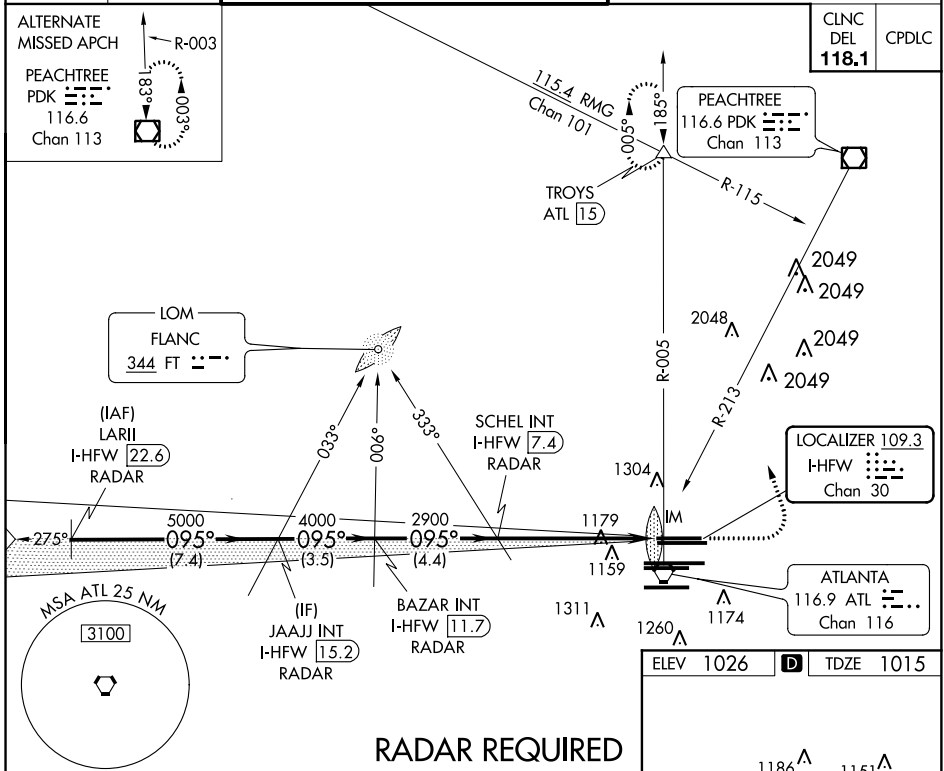 ALTERNATE
MISSED APCH
R-003
PEACHTREE
PDK
116.6
Chan 113
183°
003°
CLNC
DEL
118.1
CPDLC
115.4 RMG
Chan 101
005°
185°
PEACHTREE
116.6 PDK
Chan 113
TROYS
ATL 15
R-115
2049
2049
2048
2049
2049
R-005
R-213
LOM
FLANC
344 FT
(IAF)
LARII
I-HFW 22.6
RADAR
033°
006°
333°
SCHEL INT
I-HFW 7.4
RADAR
LOCALIZER 109.3
I-HFW
Chan 30
1304
IM
1179
1159
275°
5000
095°
(7.4)
4000
095°
(3.5)
2900
095°
(4.4)
ATLANTA
116.9 ATL
Chan 116
1174
1311
1260
MSA ATL 25 NM
3100
(IF)
JAAJJ INT
I-HFW 15.2
RADAR
BAZAR INT
I-HFW 11.7
RADAR
ELEV 1026
D
TDZE 1015
RADAR REQUIRED
1186
1151